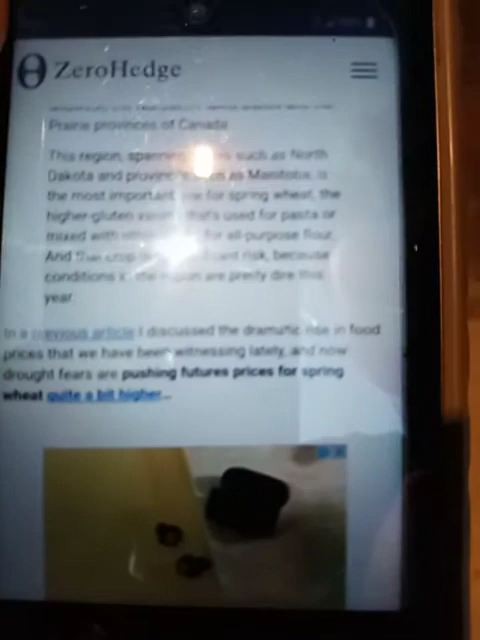 ZeroHedge
Prairie provinces of Canada.
This region, such as North
Dakota and as Manitoba, is
the most important for spring wheat, the
higher-gluten that's used for pasta or
mixed with for all-purpose flour.
And that crop risk, because
conditions in the region are pretty dire this
year.
In a previous article I discussed the dramatic rise in food
prices that we have been witnessing lately, and now
drought fears are pushing futures prices for spring
wheat quite a bit higher...